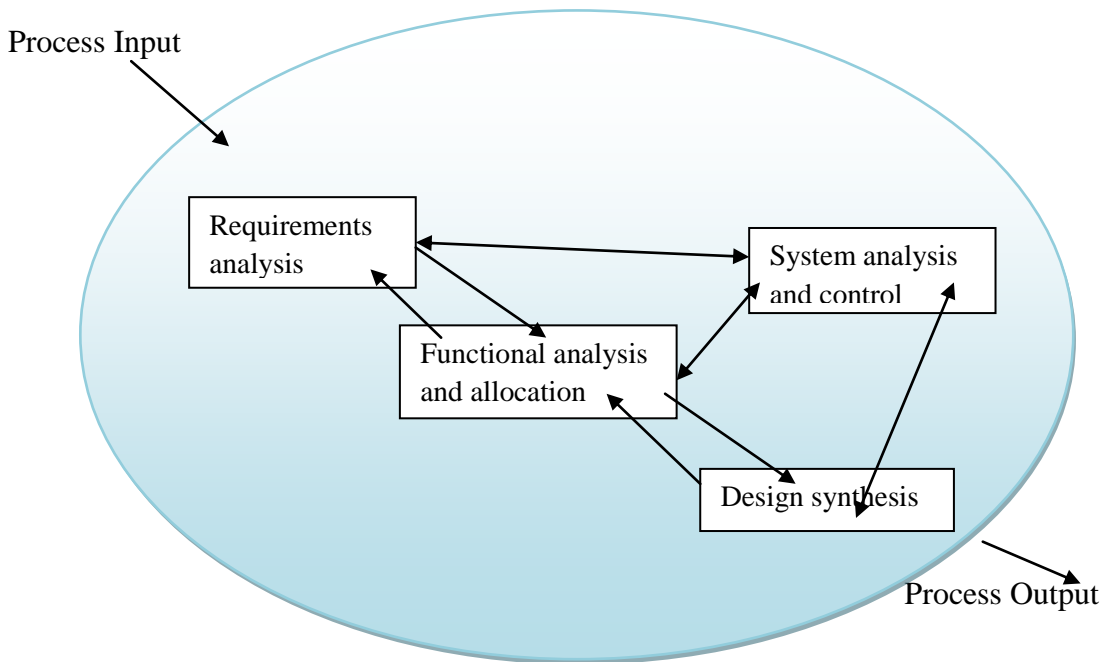 Process Input
Requirements
analysis
System analysis
and control
Functional analysis
and allocation
Design synthesis
Process Output